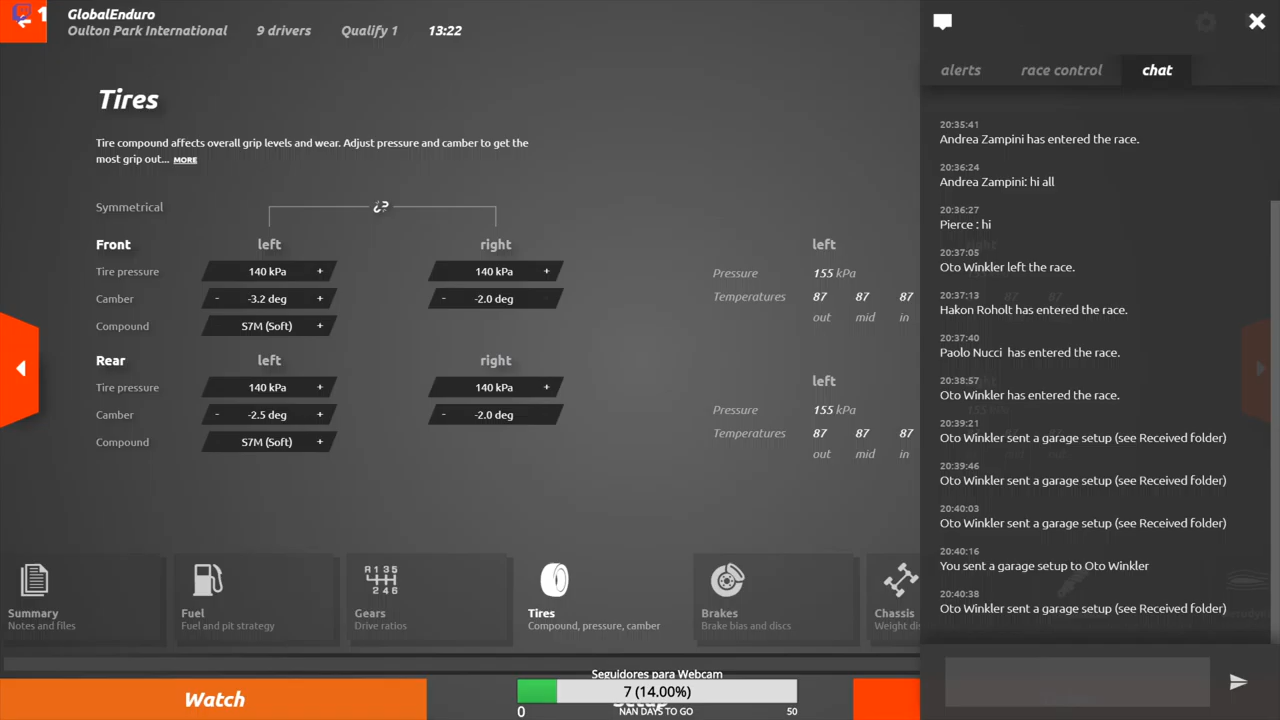 1
GlobalEnduro
Oulton Park International 9 drivers Qualify 1 13:22
Tires
Tire compound affects overall grip levels and wear. Adjust pressure and camber to get the
most grip out... MORE
Symmetrical
Front left right
Tire pressure 140 kPa + 140 kPa +
Camber - -3.2 deg + - -2.0 deg
Compound S7M (Soft) +
Rear left right
Tire pressure 140 kPa + 140 kPa +
Camber - -2.5 deg + - -2.0 deg
Compound S7M (Soft) +
left
Pressure 155 kPa
Temperatures 87 87 87
out mid in
left
Pressure 155 kPa
Temperatures 87 87 87
out mid in
alerts race control chat
20:35:41
Andrea Zampini has entered the race.
20:36:24
Andrea Zampini: hi all
20:36:27
Pierce : hi
20:37:05
Oto Winkler left the race.
20:37:13
Hakon Roholt has entered the race.
20:37:40
Paolo Nucci has entered the race.
20:38:57
Oto Winkler has entered the race.
20:39:21
Oto Winkler sent a garage setup (see Received folder)
20:39:46
Oto Winkler sent a garage setup (see Received folder)
20:40:03
Oto Winkler sent a garage setup (see Received folder)
20:40:16
You sent a garage setup to Oto Winkler
20:40:38
Oto Winkler sent a garage setup (see Received folder)
R 1 3 5
2 4 6
Summary
Notes and files
Fuel
Fuel and pit strategy
Gears
Drive ratios
Tires
Compound, pressure, camber
Brakes
Brake bias and discs
Chassis
Weight di
Watch
Seguidores para Webcam
7 (14.00%)
0 NAN DAYS TO GO 50